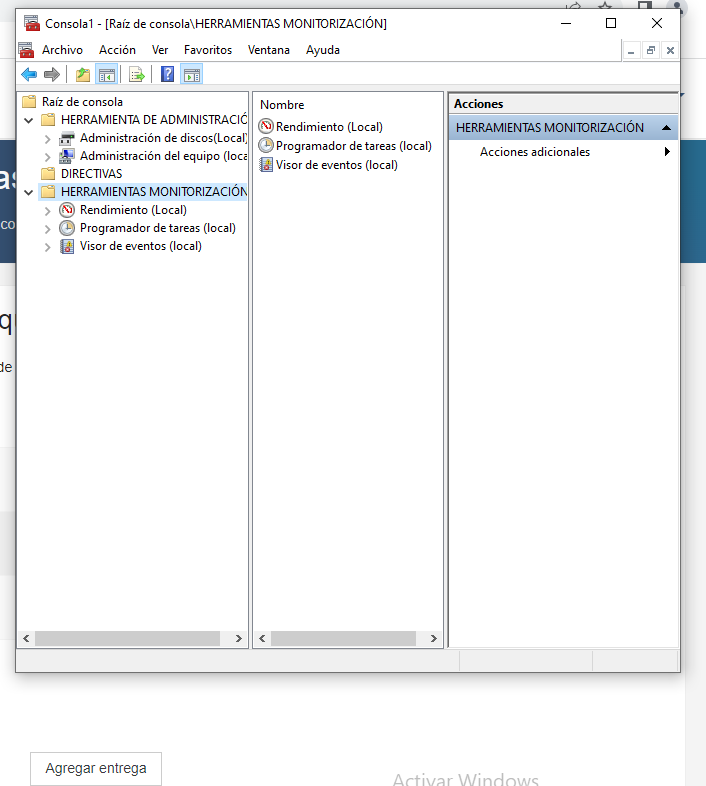 Consola1 - [Raíz de consola\HERRAMIENTAS MONITORIZACIÓN]
Archivo Acción Ver Favoritos Ventana Ayuda
Raíz de consola
HERRAMIENTA DE ADMINISTRACIÓ
Administración de discos(Local)
Administración del equipo (loca
DIRECTIVAS
HERRAMIENTAS MONITORIZACIÓN
Rendimiento (Local)
Programador de tareas (local)
Visor de eventos (local)
Nombre
Rendimiento (Local)
Programador de tareas (local)
Visor de eventos (local)
Acciones
HERRAMIENTAS MONITORIZACIÓN
Acciones adicionales
as
co
qu
de
Agregar entrega
Activar Windows